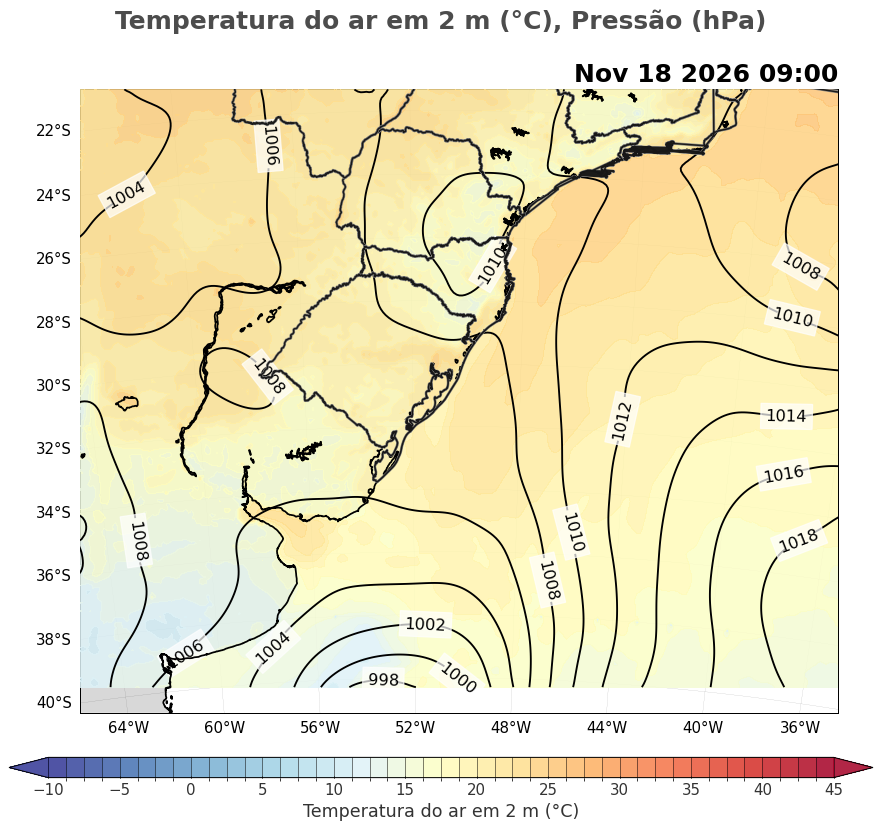 Temperatura do ar em 2 m (°C), Pressão (hPa)
Nov 18 2026 09:00
22°S
24°S
26°S
28°S
30°S
32°S
34°S
36°S
38°S
40°S
1006
1004
1010
1008
1010
1008
1012
1014
1016
1018
1008
1010
1008
1006
1004
1002
1000
998
64°W 60°W 56°W 52°W 48°W 44°W 40°W 36°W
−10 −5 0 5 10 15 20 25 30 35 40 45
Temperatura do ar em 2 m (°C)